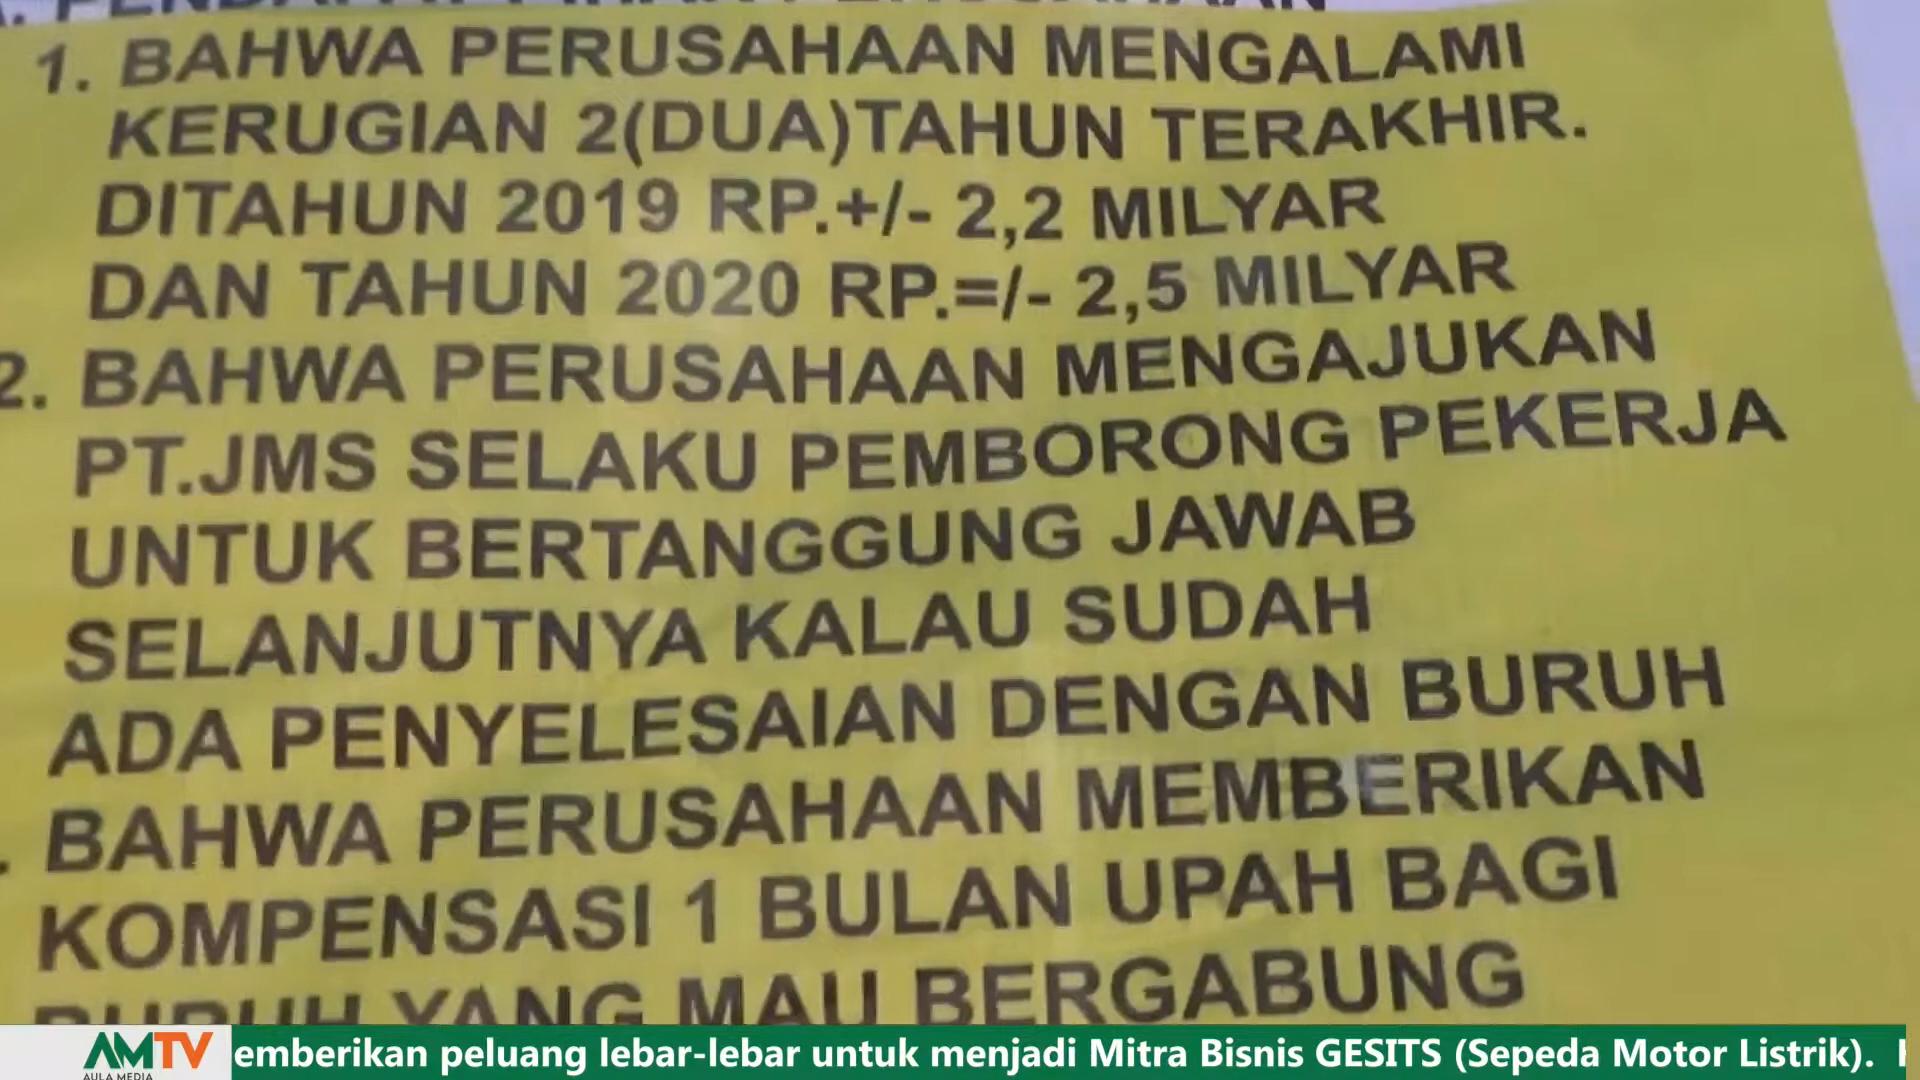 1. BAHWA PERUSAHAAN MENGALAMI
KERUGIAN 2(DUA)TAHUN TERAKHIR.
DITAHUN 2019 RP.+/- 2,2 MILYAR
DAN TAHUN 2020 RP.=/- 2,5 MILYAR
2. BAHWA PERUSAHAAN MENGAJUKAN
PT.JMS SELAKU PEMBORONG PEKERJA
UNTUK BERTANGGUNG JAWAB
SELANJUTNYA KALAU SUDAH
ADA PENYELESAIAN DENGAN BURUH
. BAHWA PERUSAHAAN MEMBERIKAN
KOMPENSASI 1 BULAN UPAH BAGI
BURUH YANG MAU BERGABUNG
AMTV
AULA MEDIA
emberikan peluang lebar-lebar untuk menjadi Mitra Bisnis GESITS (Sepeda Motor Listrik).